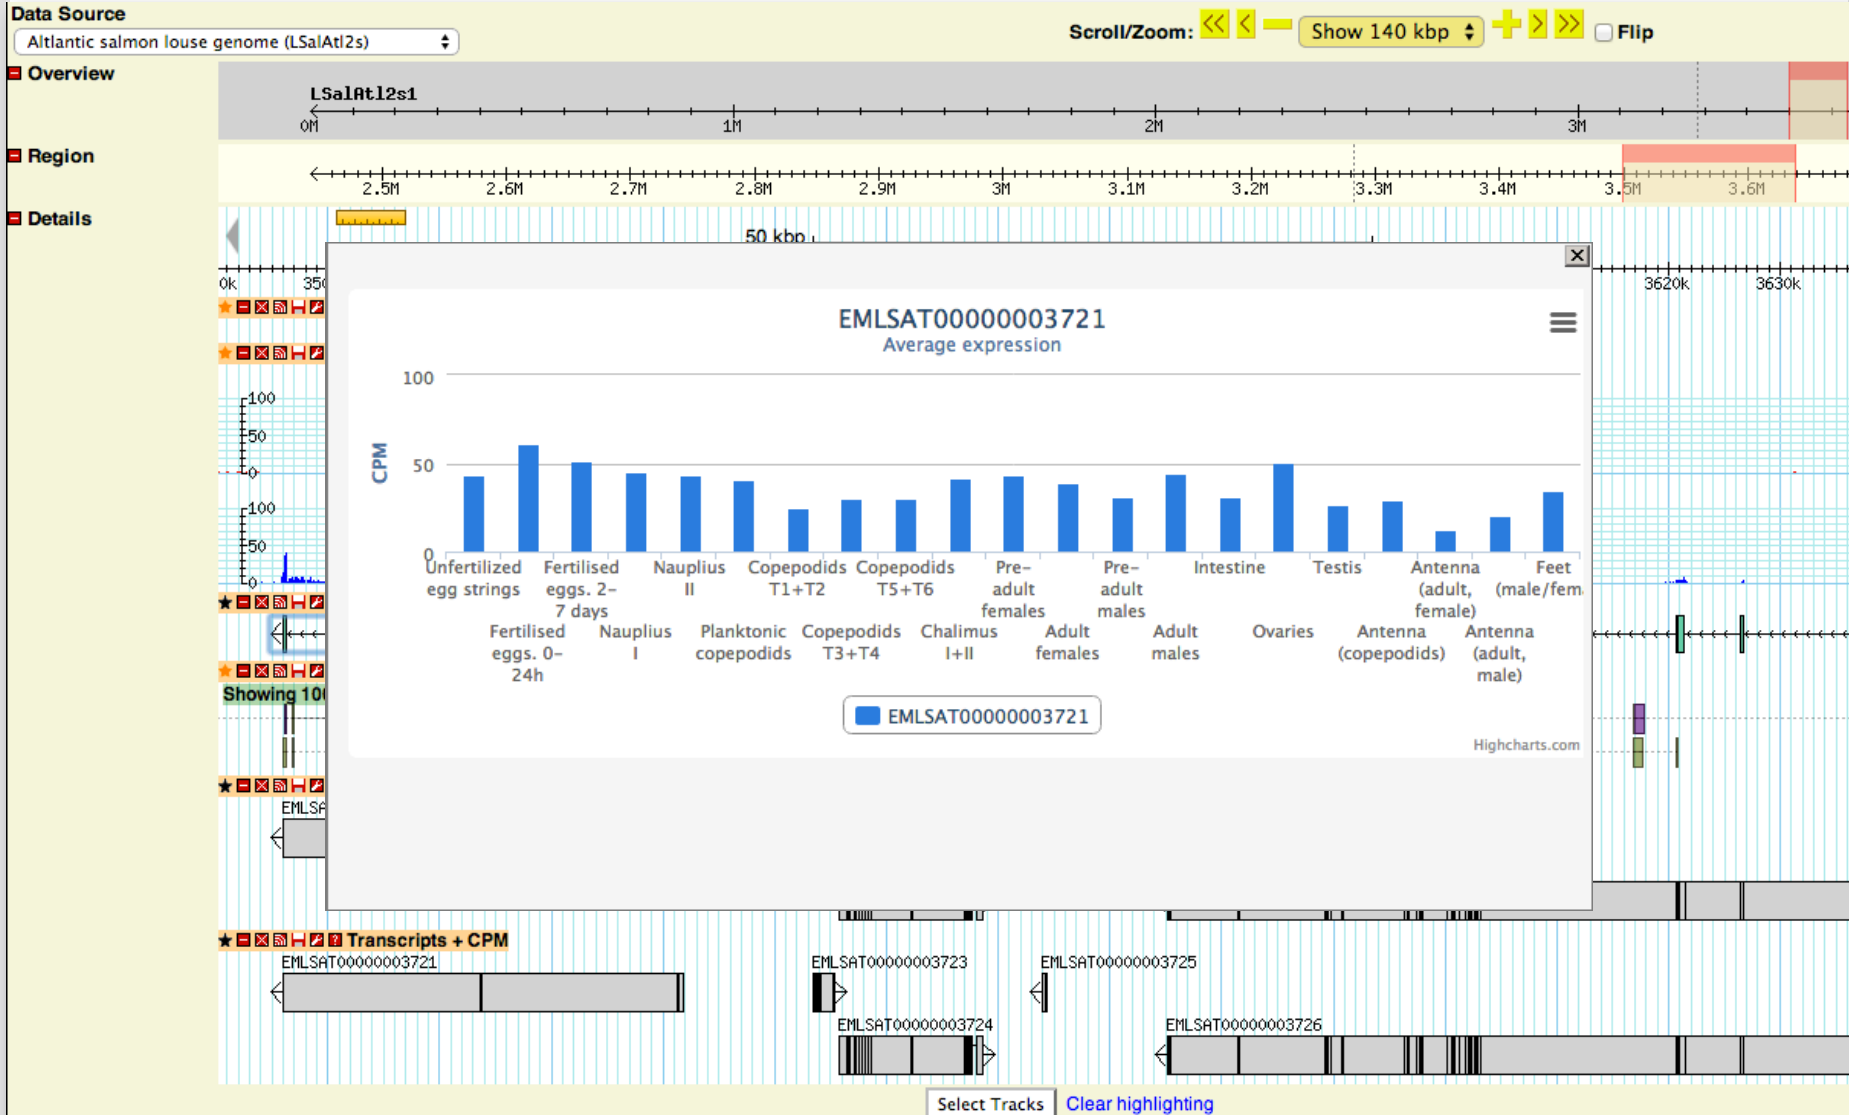 Data Source
Altlantic salmon louse genome (LSalAtl2s)
Scroll/Zoom: << < Show 140 kbp > >> Flip
Overview
LSalAtl2s1
0M 1M 2M 3M
Region
2.5M 2.6M 2.7M 2.8M 2.9M 3M 3.1M 3.2M 3.3M 3.4M 3.5M 3.6M
Details
50 kbp
0k 350 3620k 3630k
EMLSAT00000003721
Average expression
100
50
0
CPM
100
50
0
100
50
0
Unfertilized egg strings
Fertilised eggs. 0-24h
Fertilised eggs. 2-7 days
Nauplius I
Nauplius II
Planktonic copepodids
Copepodids T1+T2
Copepodids T3+T4
Copepodids T5+T6
Chalimus I+II
Pre-adult females
Adult females
Pre-adult males
Adult males
Intestine
Ovaries
Testis
Antenna (copepodids)
Antenna (adult, female)
Antenna (adult, male)
Feet (male/fem
EMLSAT00000003721
Highcharts.com
Showing 10
EMLSA
Transcripts + CPM
EMLSAT00000003721 EMLSAT00000003723 EMLSAT00000003725
EMLSAT00000003724 EMLSAT00000003726
Select Tracks Clear highlighting